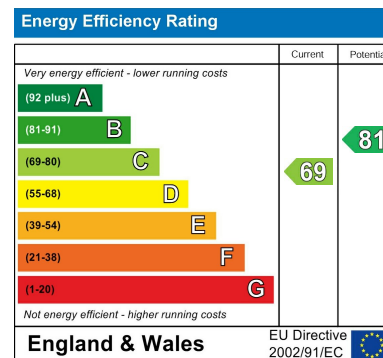 Energy Efficiency Rating
Current Potentia
Very energy efficient - lower running costs
(92 plus) A
(81-91) B
81
(69-80) C
69
(55-68) D
(39-54) E
(21-38) F
(1-20) G
Not energy efficient - higher running costs
England & Wales
EU Directive
2002/91/EC